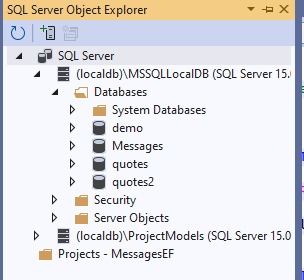 SQL Server Object Explorer
SQL Server
(localdb)\MSSQLLocalDB (SQL Server 15.0
Databases
System Databases
demo
Messages
quotes
quotes2
Security
Server Objects
(localdb)\ProjectModels (SQL Server 15.0
Projects - MessagesEF